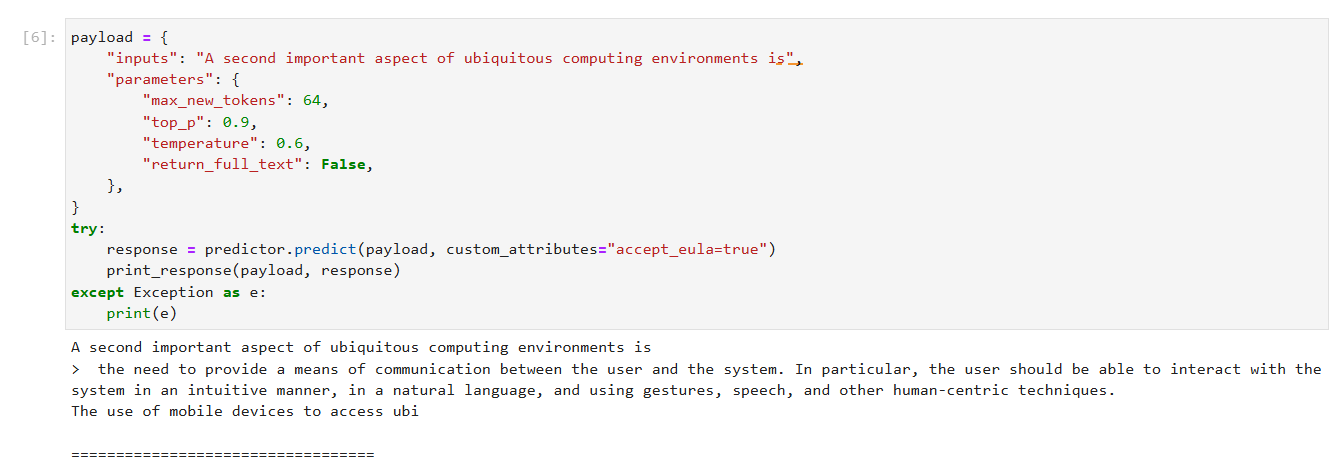 [6]: payload = {
    "inputs": "A second important aspect of ubiquitous computing environments is",
    "parameters": {
        "max_new_tokens": 64,
        "top_p": 0.9,
        "temperature": 0.6,
        "return_full_text": False,
    },
}
try:
    response = predictor.predict(payload, custom_attributes="accept_eula=true")
    print_response(payload, response)
except Exception as e:
    print(e)
A second important aspect of ubiquitous computing environments is
>  the need to provide a means of communication between the user and the system. In particular, the user should be able to interact with the
system in an intuitive manner, in a natural language, and using gestures, speech, and other human-centric techniques.
The use of mobile devices to access ubi
==================================